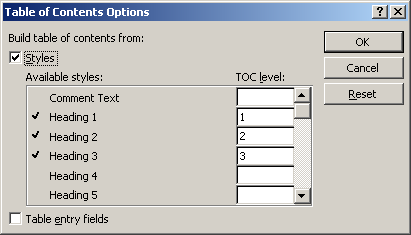 Table of Contents Options
Build table of contents from:
Styles
Available styles: TOC level:
Comment Text
Heading 1 1
Heading 2 2
Heading 3 3
Heading 4
Heading 5
Table entry fields
OK
Cancel
Reset